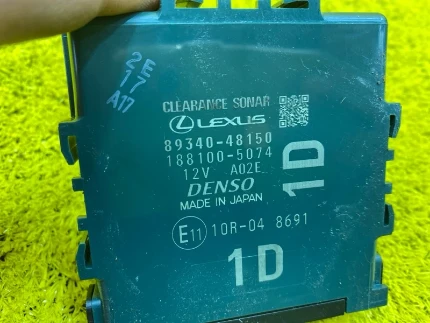 2E
17
A17
CLEARANCE SONAR
LEXUS
89340-48150
188100-5074
12V A02E
DENSO
MADE IN JAPAN
1D
E11 10R-04 8691
1D